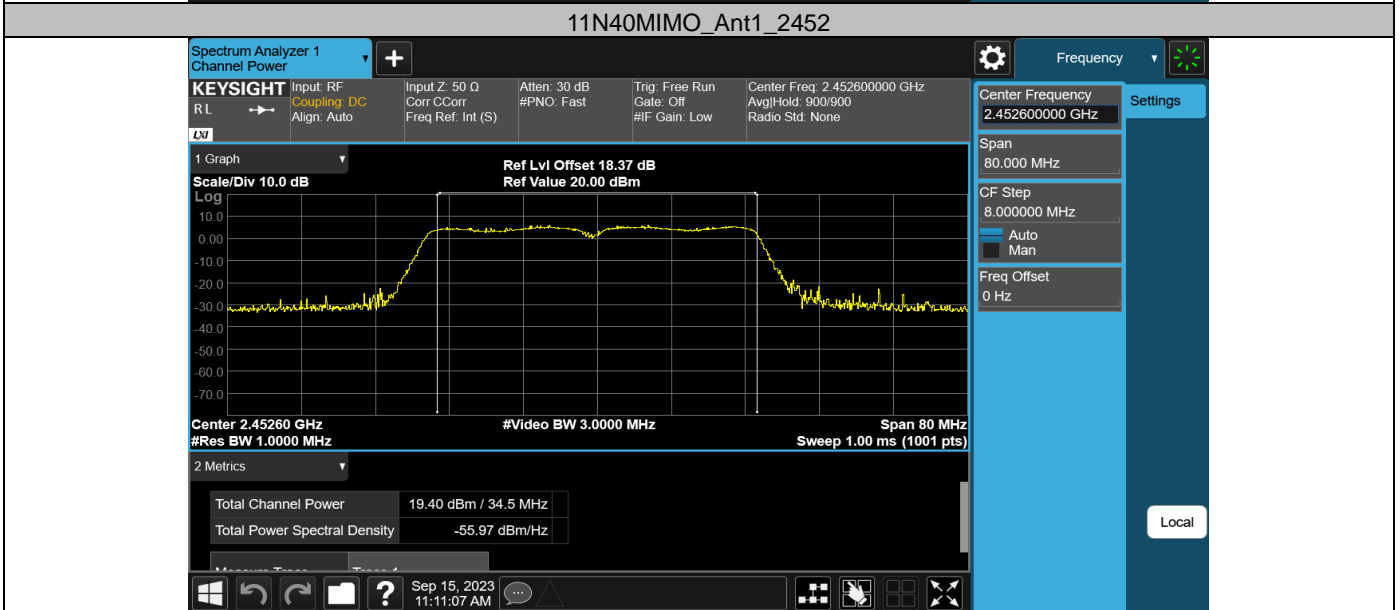 11N40MIMO_Ant1_2452
Spectrum Analyzer 1
Channel Power
Frequency
KEYSIGHT
R L
LXI
Input: RF
Coupling: DC
Align: Auto
Input Z: 50 Ω
Corr CCorr
Freq Ref: Int (S)
Atten: 30 dB
#PNO: Fast
Trig: Free Run
Gate: Off
#IF Gain: Low
Center Freq: 2.452600000 GHz
Avg|Hold: 900/900
Radio Std: None
Center Frequency
2.452600000 GHz
Settings
Span
80.000 MHz
CF Step
8.000000 MHz
Auto
Man
Freq Offset
0 Hz
1 Graph
Scale/Div 10.0 dB
Ref Lvl Offset 18.37 dB
Ref Value 20.00 dBm
Log
10.0
0.00
-10.0
-20.0
-30.0
-40.0
-50.0
-60.0
-70.0
Center 2.45260 GHz
#Video BW 3.0000 MHz
Span 80 MHz
#Res BW 1.0000 MHz
Sweep 1.00 ms (1001 pts)
2 Metrics
Total Channel Power 19.40 dBm / 34.5 MHz
Total Power Spectral Density -55.97 dBm/Hz
Local
?
Sep 15, 2023
11:11:07 AM